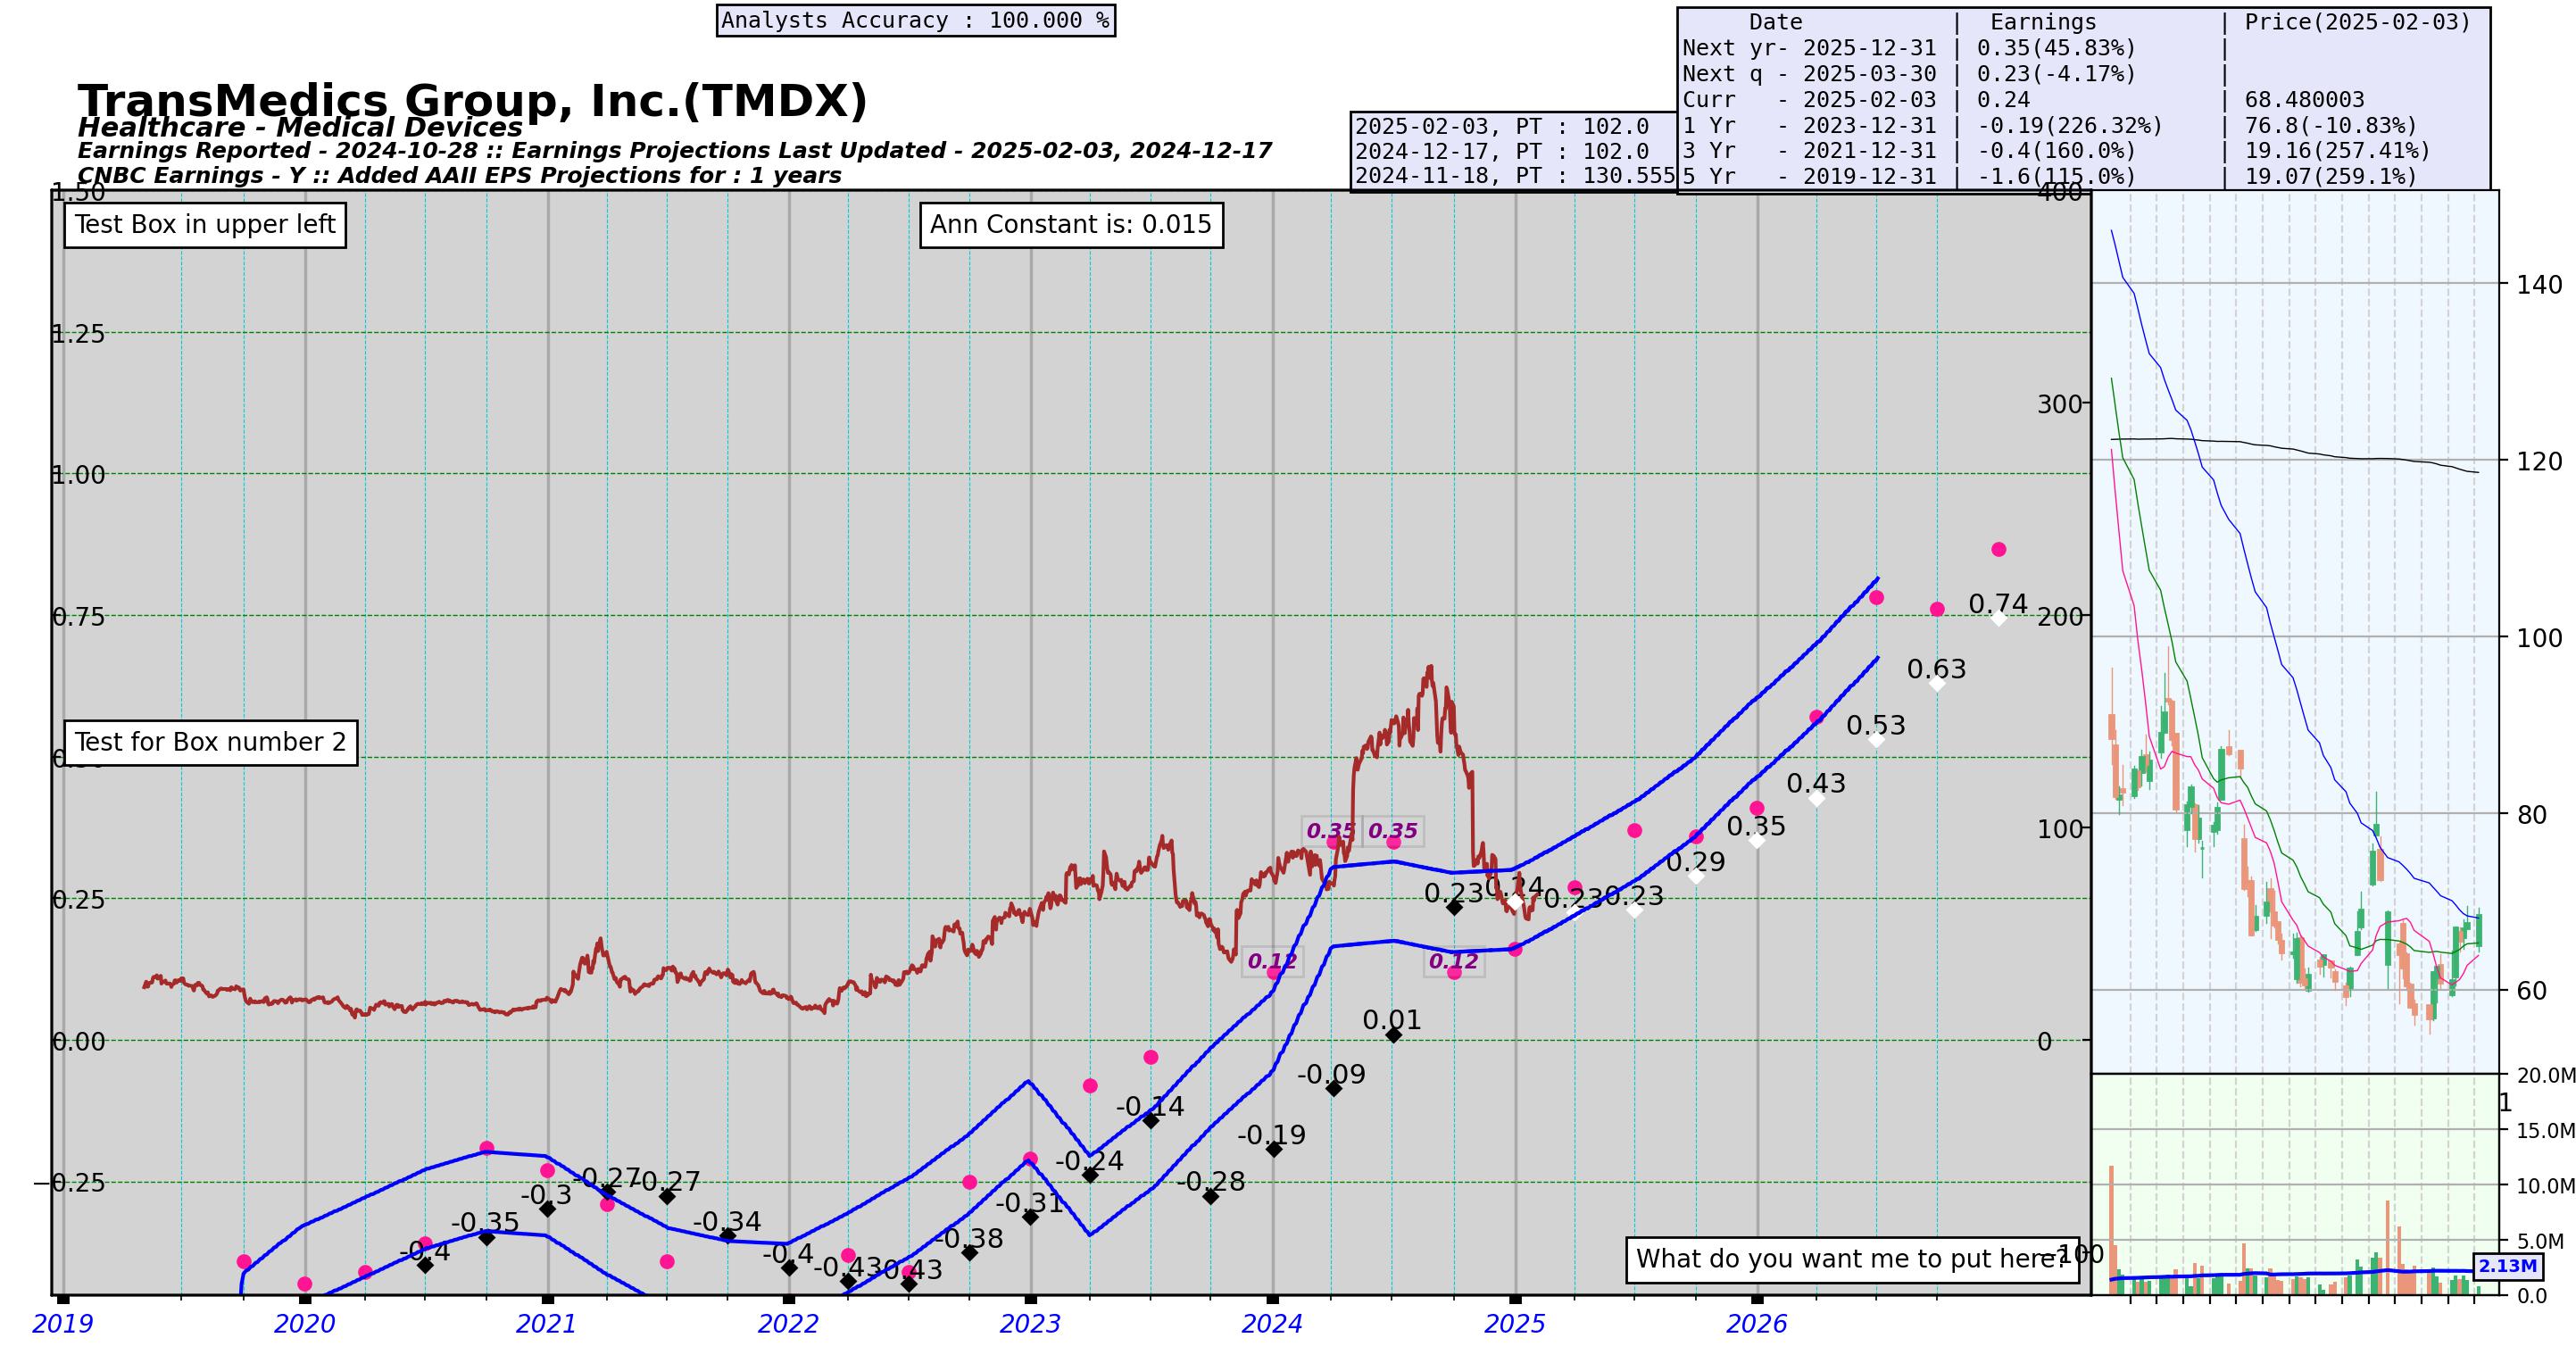 Analysts Accuracy : 100.000 %
Date | Earnings | Price(2025-02-03)
Next yr- 2025-12-31 | 0.35(45.83%) |
Next q - 2025-03-30 | 0.23(-4.17%) |
Curr - 2025-02-03 | 0.24 | 68.480003
1 Yr - 2023-12-31 | -0.19(226.32%) | 76.8(-10.83%)
3 Yr - 2021-12-31 | -0.4(160.0%) | 19.16(257.41%)
5 Yr - 2019-12-31 | -1.6(115.0%) | 19.07(259.1%)
TransMedics Group, Inc.(TMDX)
Healthcare - Medical Devices
Earnings Reported - 2024-10-28 :: Earnings Projections Last Updated - 2025-02-03, 2024-12-17
CNBC Earnings - Y :: Added AAII EPS Projections for : 1 years
2025-02-03, PT : 102.0
2024-12-17, PT : 102.0
2024-11-18, PT : 130.555
1.50
400
Test Box in upper left
Ann Constant is: 0.015
140
1.25
300
120
1.00
0.74
0.75
200
100
0.63
0.53
Test for Box number 2
0.50
0.43
80
0.35
0.35
0.35
100
0.29
0.23
0.24
0.23
0.23
0.25
0.12
0.12
60
0.01
0.00
0
-0.09
20.0M
1
-0.14
15.0M
-0.19
-0.24
-0.27
-0.27
-0.28
−0.25
10.0M
-0.3
-0.31
-0.35
-0.34
-0.38
5.0M
-0.4
-0.4
-0.43
-0.43
What do you want me to put here?
−100
2.13M
0.0
2019
2020
2021
2022
2023
2024
2025
2026